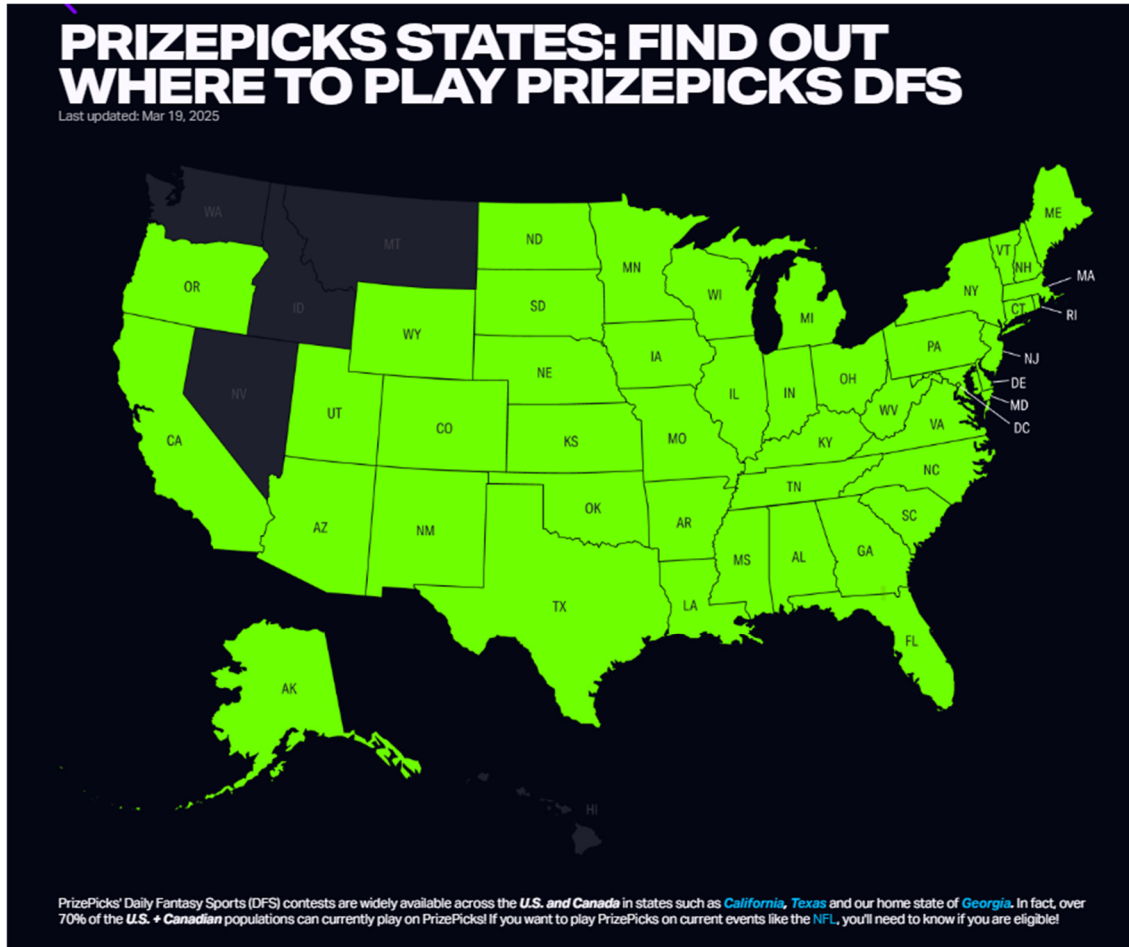 PRIZEPICKS STATES: FIND OUT
WHERE TO PLAY PRIZEPICKS DFS
Last updated: Mar 19, 2025
WA
MT
ND
MN
ME
VT
NH
MA
OR
ID
SD
WI
NY
CT
RI
WY
MI
IA
PA
NJ
NE
OH
DE
NV
IL
IN
MD
UT
CO
WV
DC
CA
KS
MO
KY
VA
NC
TN
AZ
NM
OK
AR
SC
MS
AL
GA
TX
LA
FL
AK
HI
PrizePicks' Daily Fantasy Sports (DFS) contests are widely available across the U.S. and Canada in states such as California, Texas and our home state of Georgia. In fact, over
70% of the U.S. + Canadian populations can currently play on PrizePicks! If you want to play PrizePicks on current events like the NFL, you'll need to know if you are eligible!